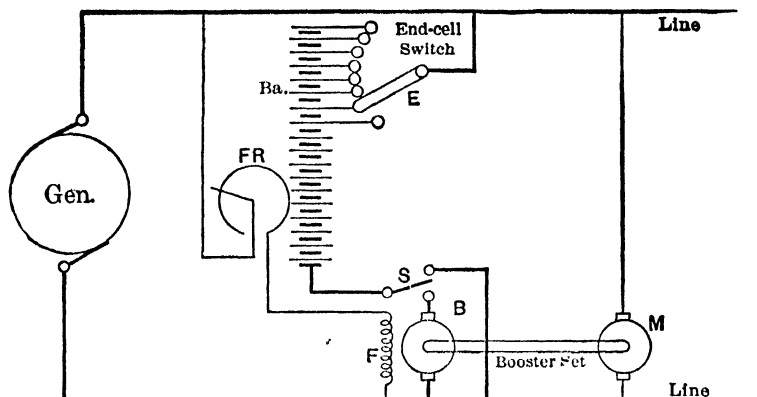 Line
End-cell
Switch
Ba.
E
FR
Gen.
S
B
M
F
Booster Set
Line